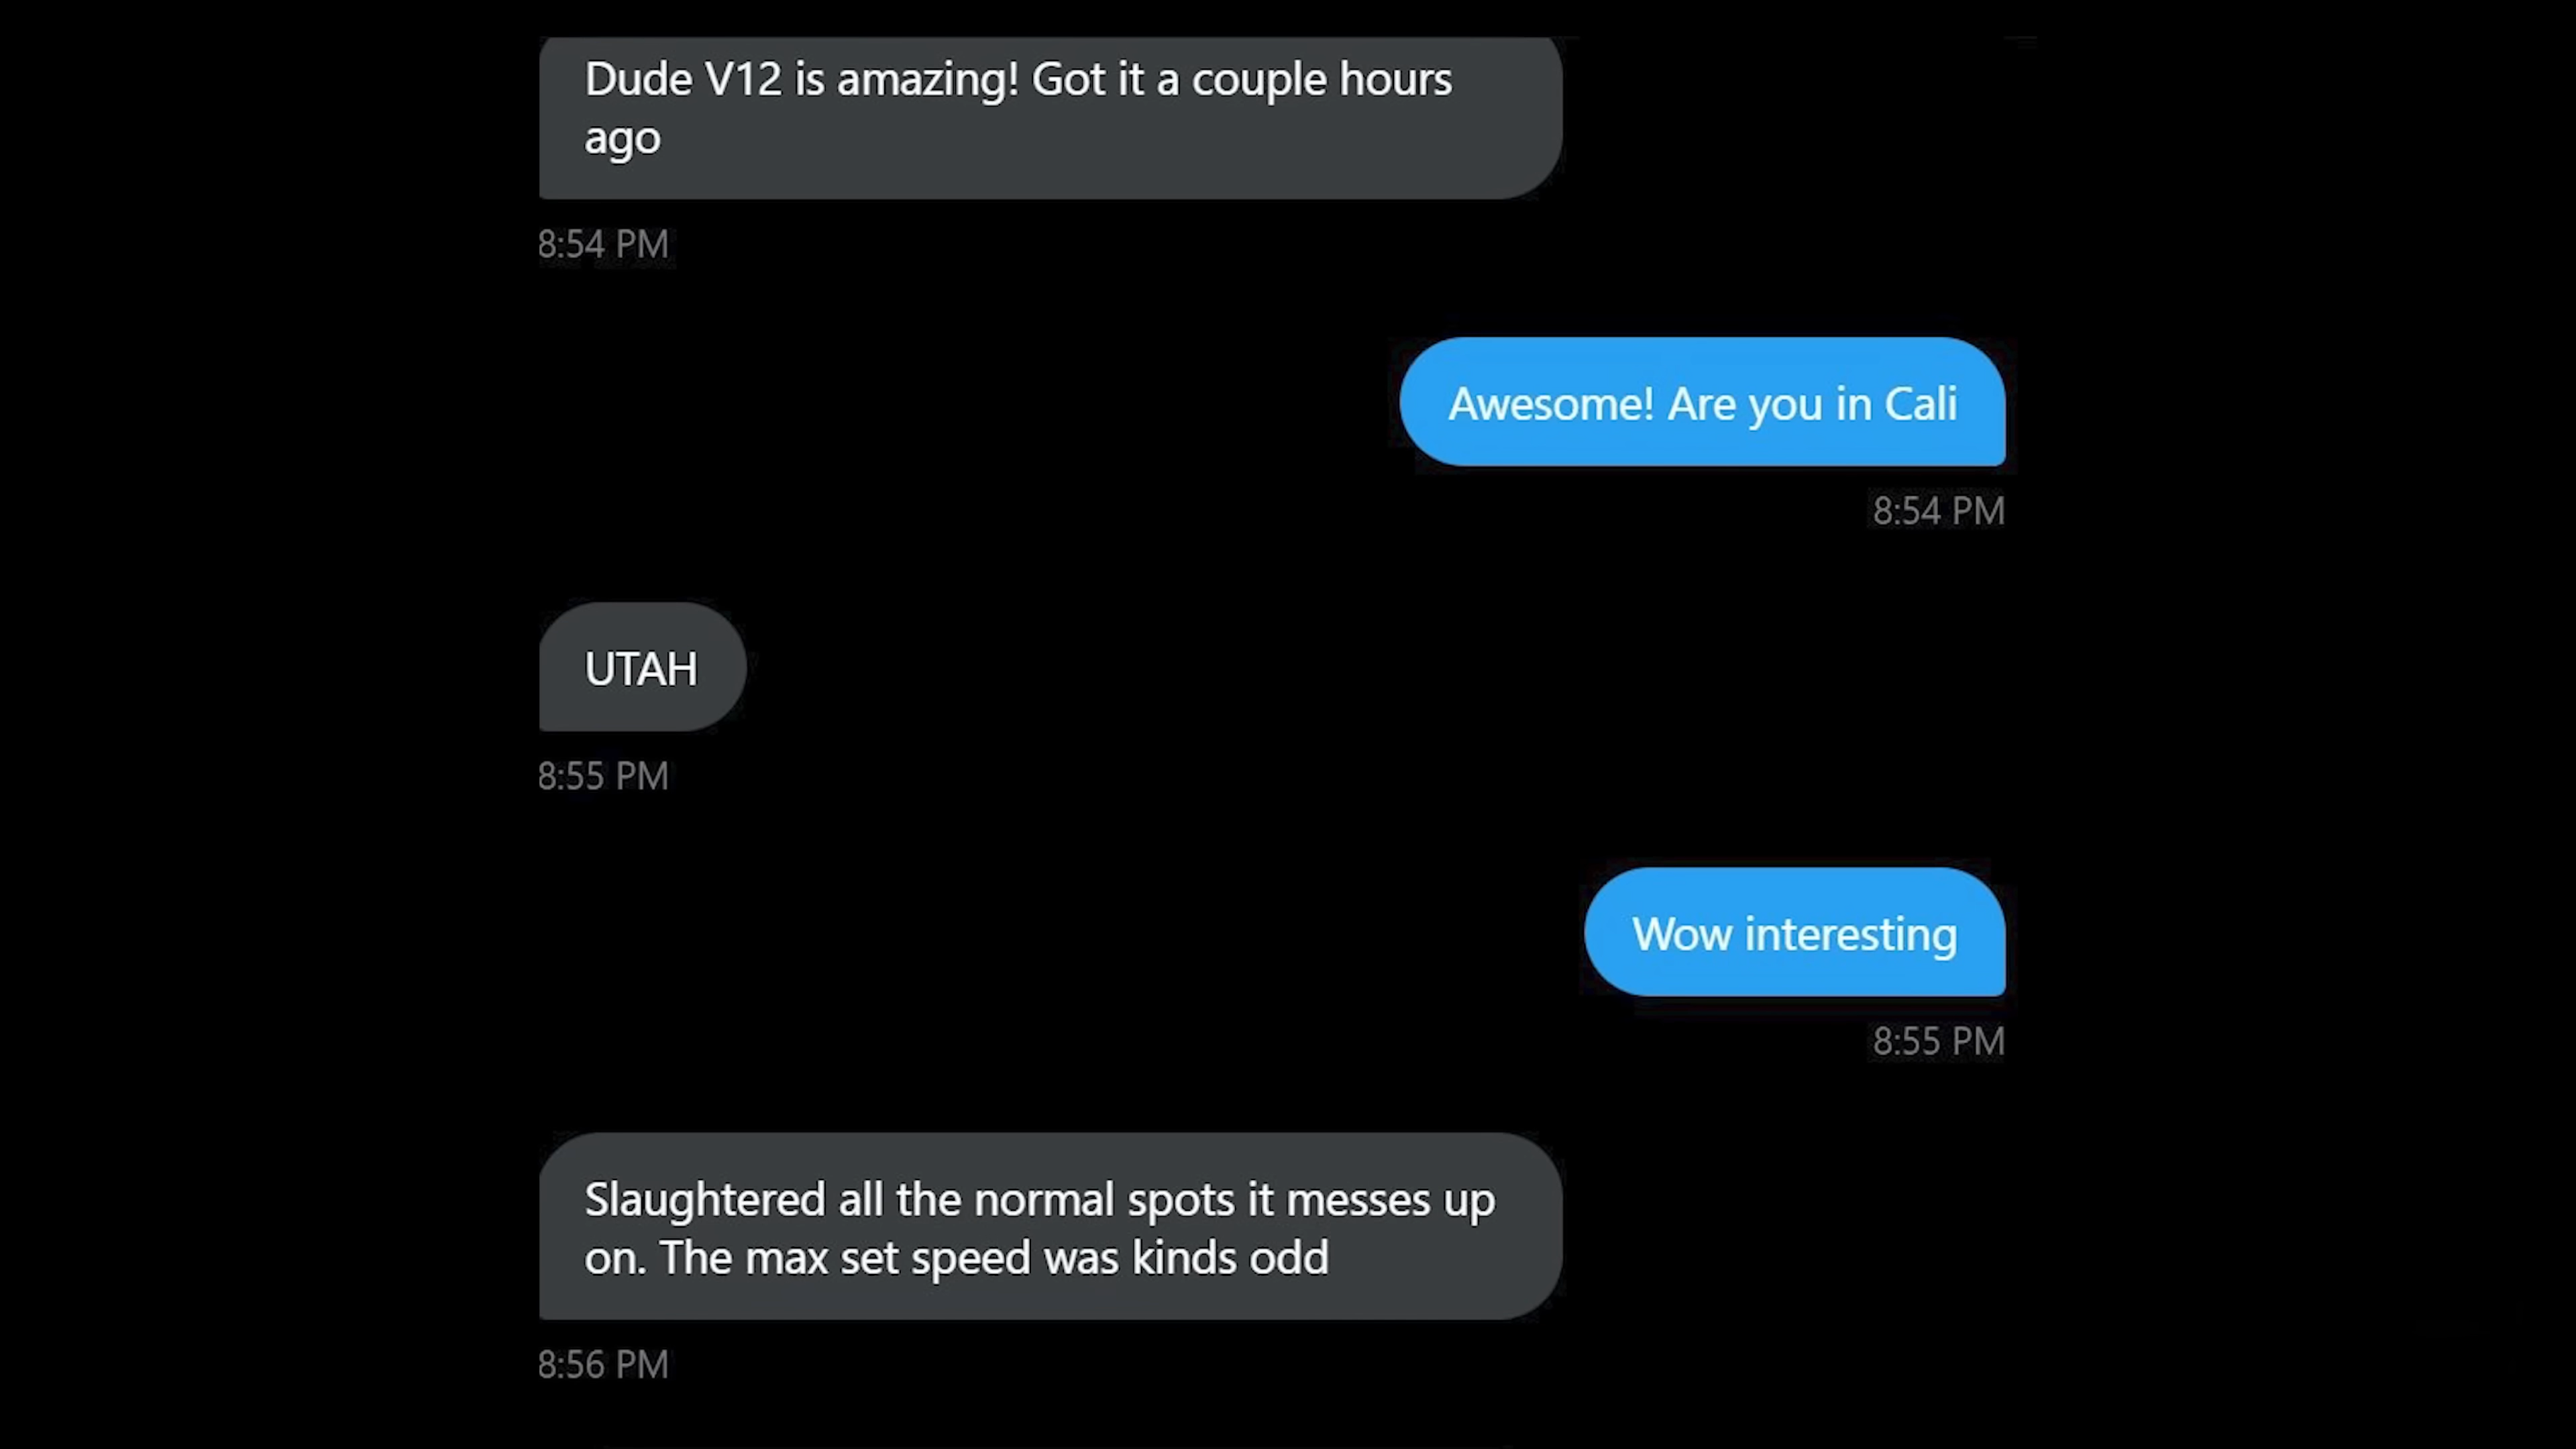 Dude V12 is amazing! Got it a couple hours
ago
8:54 PM
Awesome! Are you in Cali
8:54 PM
UTAH
8:55 PM
Wow interesting
8:55 PM
Slaughtered all the normal spots it messes up
on. The max set speed was kinds odd
8:56 PM